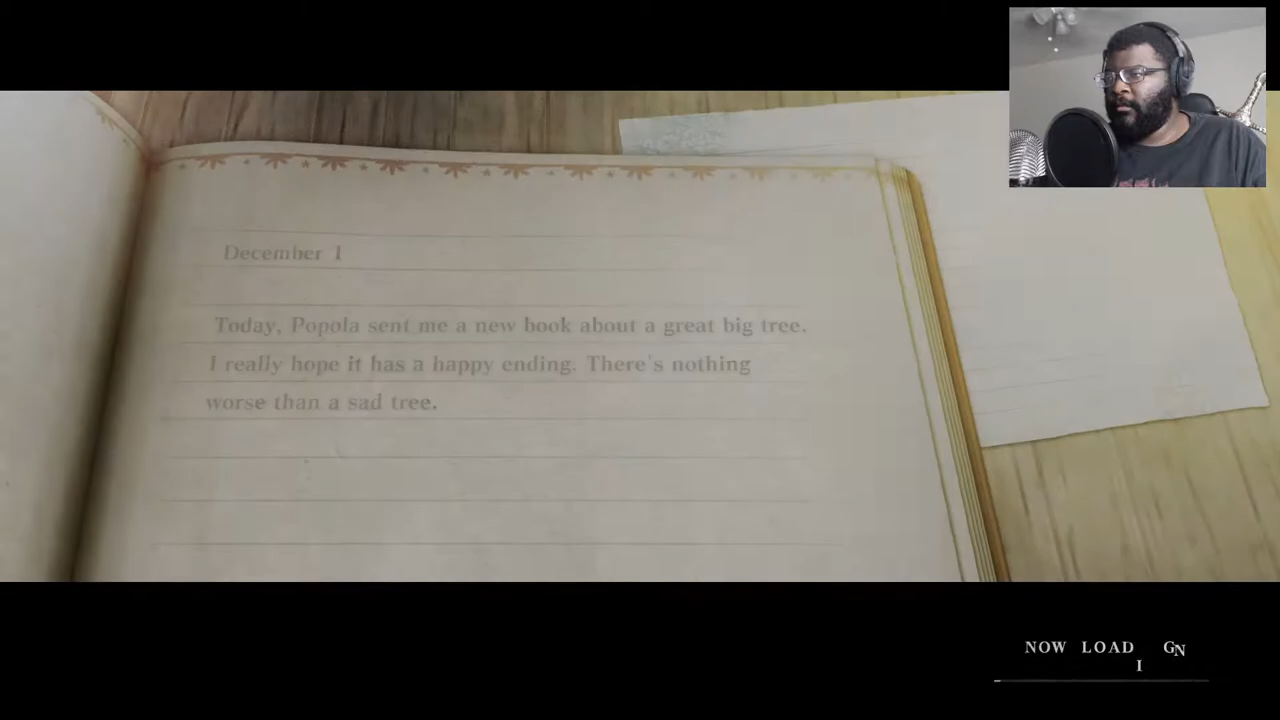 December 1
Today, Popola sent me a new book about a great big tree.
I really hope it has a happy ending. There's nothing
worse than a sad tree.
NOW LOADIGN